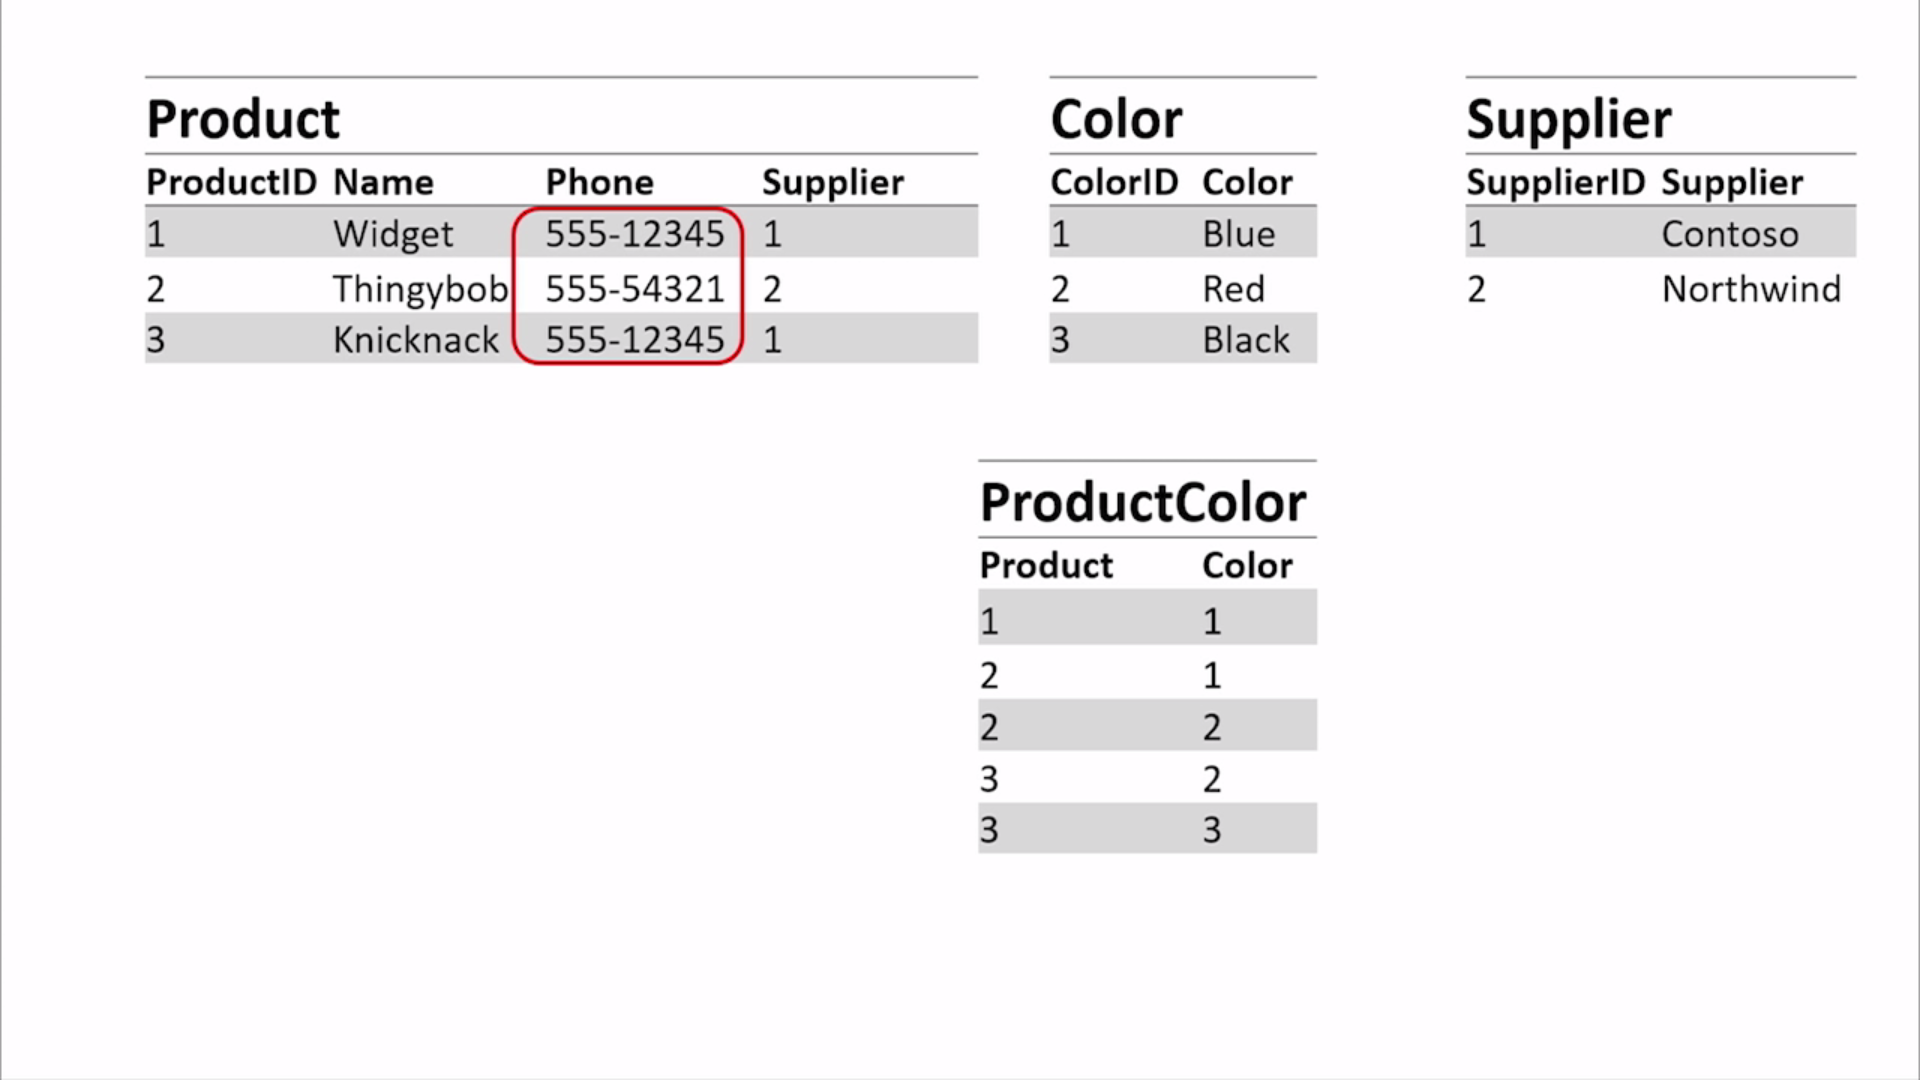 Product
ProductID Name Phone Supplier
1 Widget 555-12345 1
2 Thingybob 555-54321 2
3 Knicknack 555-12345 1
Color
ColorID Color
1 Blue
2 Red
3 Black
Supplier
SupplierID Supplier
1 Contoso
2 Northwind
ProductColor
Product Color
1 1
2 1
2 2
3 2
3 3